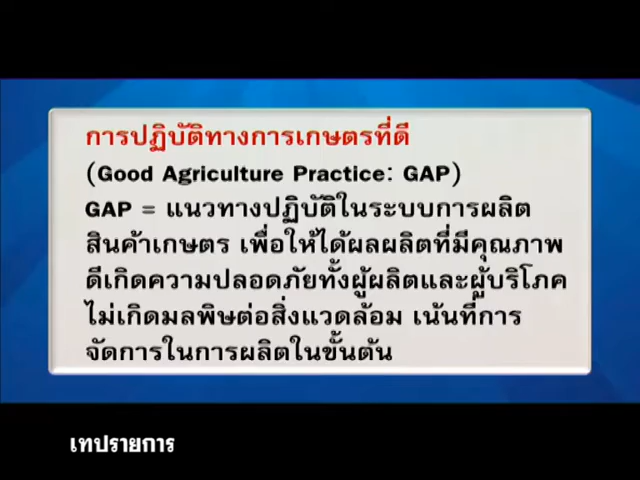 การปฏิบัติทางการเกษตรที่ดี
(Good Agriculture Practice: GAP)
GAP = แนวทางปฏิบัติในระบบการผลิต
สินค้าเกษตร เพื่อให้ได้ผลผลิตที่มีคุณภาพ
ดีเกิดความปลอดภัยทั้งผู้ผลิตและผู้บริโภค
ไม่เกิดมลพิษต่อสิ่งแวดล้อม เน้นที่การ
จัดการในการผลิตในขั้นต้น
เทปรายการ